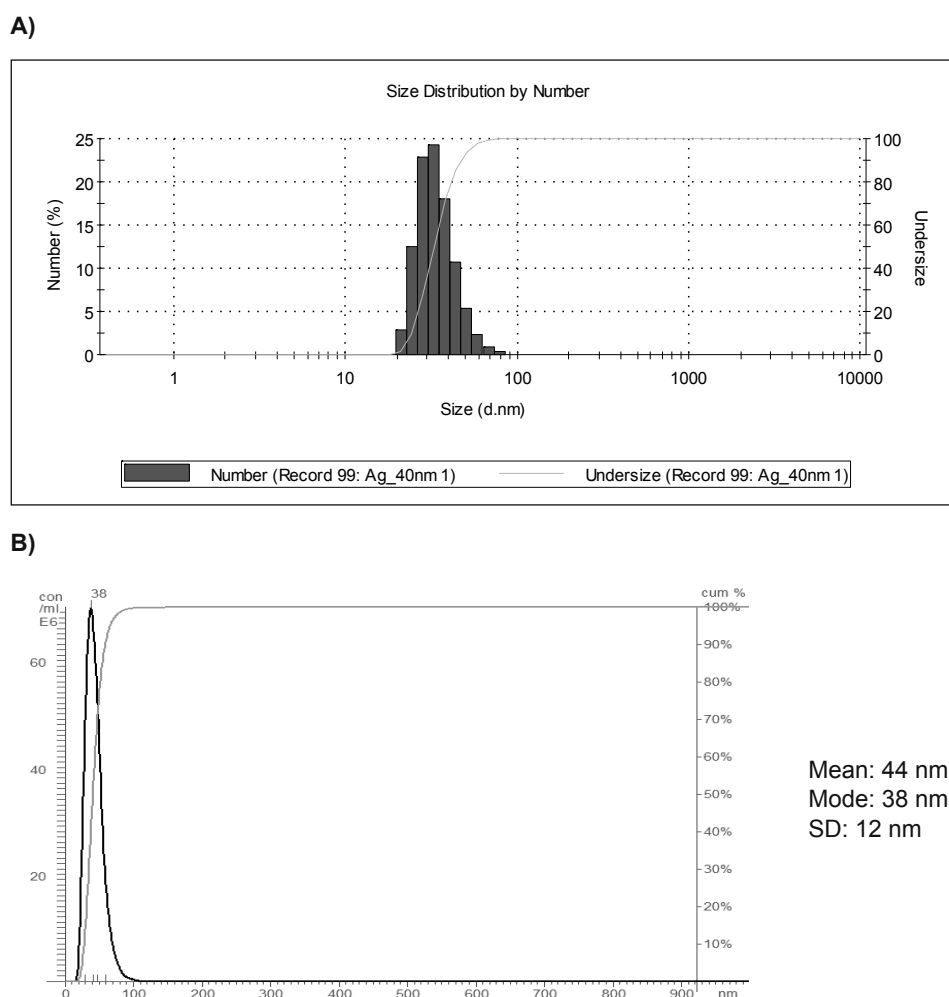 A)
Size Distribution by Number
25 100
20 80
15 60
10 40
5 20
0 0
Number (%)
Undersize
1 10 100 1000 10000
Size (d.nm)
Number (Record 99: Ag_40nm 1) Undersize (Record 99: Ag_40nm 1)
B)
con 38 cum %
/ml 100%
E6
90%
60
80%
70%
40 60%
50%
40%
30%
20
20%
10%
0 100 200 300 400 500 600 700 800 900 nm
Mean: 44 nm
Mode: 38 nm
SD: 12 nm